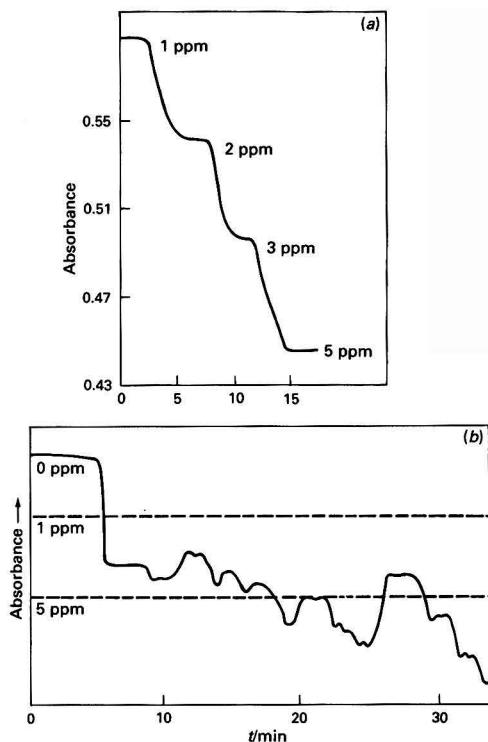 (a)
1 ppm
0.55
2 ppm
0.51
3 ppm
0.47
5 ppm
0.43
0 5 10 15
Absorbance
(b)
0 ppm
1 ppm
5 ppm
Absorbance →
0 10 20 30
t/min